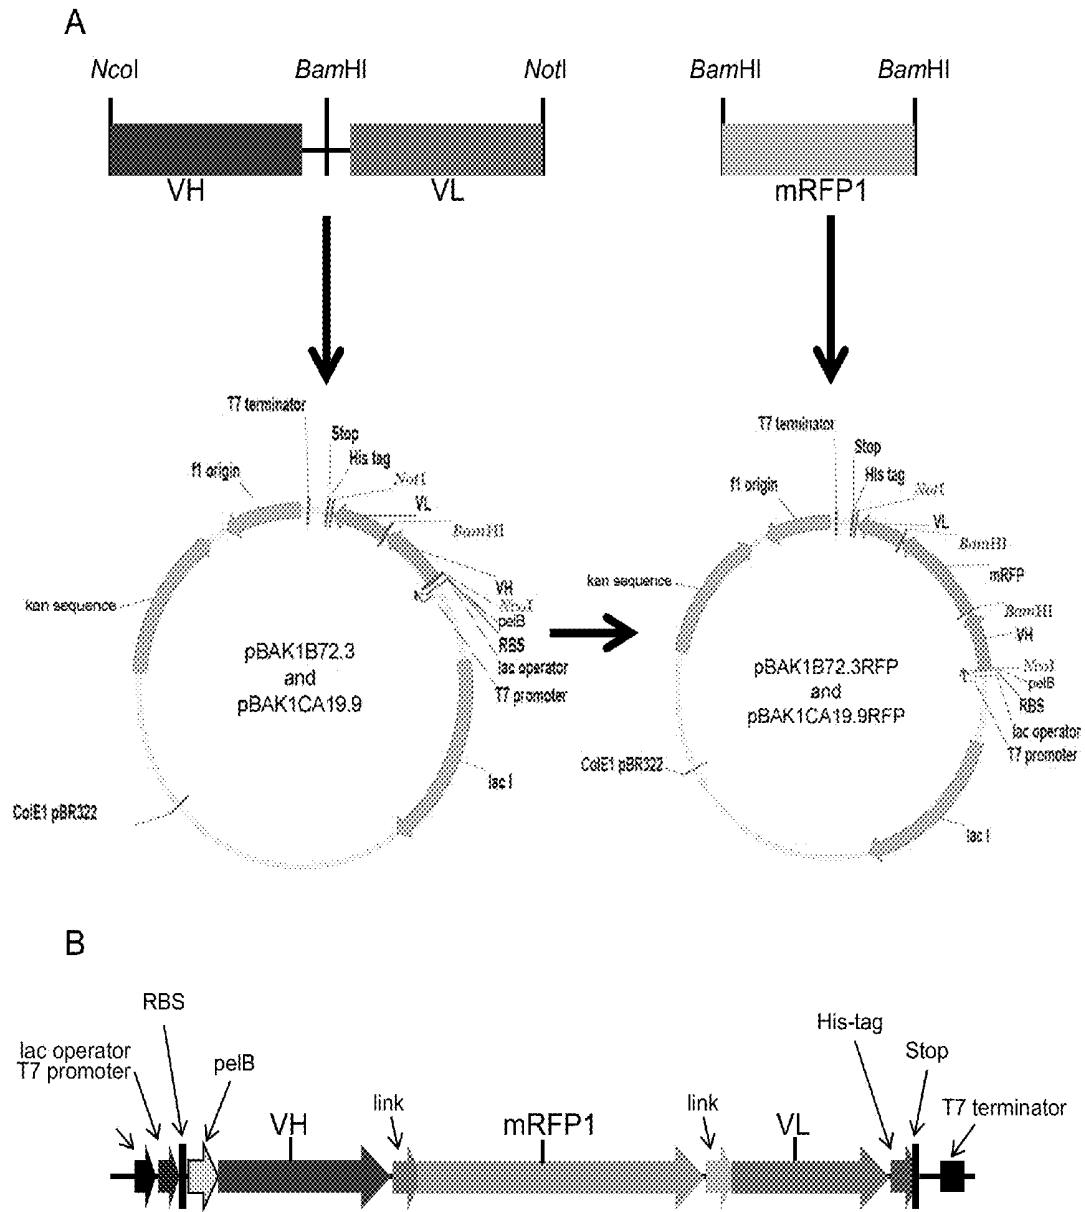 A
NcoI
BamHI
NotI
BamHI
BamHI
VH
VL
mRFP1
T7 terminator
Stop
His tag
NotI
f1 origin
VL
BamHI
VH
NcoI
pelB
RBS
lac operator
T7 promoter
kan sequence
pBAK1B72.3
and
pBAK1CA19.9
lac I
ColE1 pBR322
T7 terminator
Stop
His tag
NotI
f1 origin
VL
BamHI
mRFP
BamHI
VH
NcoI
pelB
RBS
lac operator
T7 promoter
kan sequence
pBAK1B72.3RFP
and
pBAK1CA19.9RFP
ColE1 pBR322
lac I
B
RBS
lac operator
T7 promoter
pelB
VH
link
mRFP1
link
VL
His-tag
Stop
T7 terminator